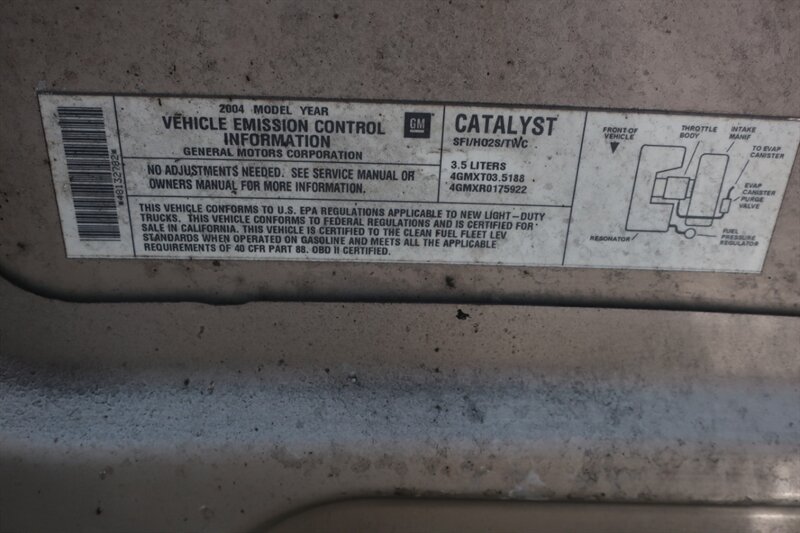 *48132782*
2004 MODEL YEAR
VEHICLE EMISSION CONTROL
INFORMATION
GENERAL MOTORS CORPORATION
GM
NO ADJUSTMENTS NEEDED. SEE SERVICE MANUAL OR
OWNERS MANUAL FOR MORE INFORMATION.
CATALYST
SFI/HO2S/TWC
3.5 LITERS
4GMXT03.5188
4GMXR0175922
THIS VEHICLE CONFORMS TO U.S. EPA REGULATIONS APPLICABLE TO NEW LIGHT-DUTY
TRUCKS. THIS VEHICLE CONFORMS TO FEDERAL REGULATIONS AND IS CERTIFIED FOR
SALE IN CALIFORNIA. THIS VEHICLE IS CERTIFIED TO THE CLEAN FUEL FLEET LEV
STANDARDS WHEN OPERATED ON GASOLINE AND MEETS ALL THE APPLICABLE
REQUIREMENTS OF 40 CFR PART 88. OBD II CERTIFIED.
FRONT OF
VEHICLE
THROTTLE
BODY
INTAKE
MANIF
TO EVAP
CANISTER
EVAP
CANISTER
PURGE
VALVE
RESONATOR
FUEL
PRESSURE
REGULATOR